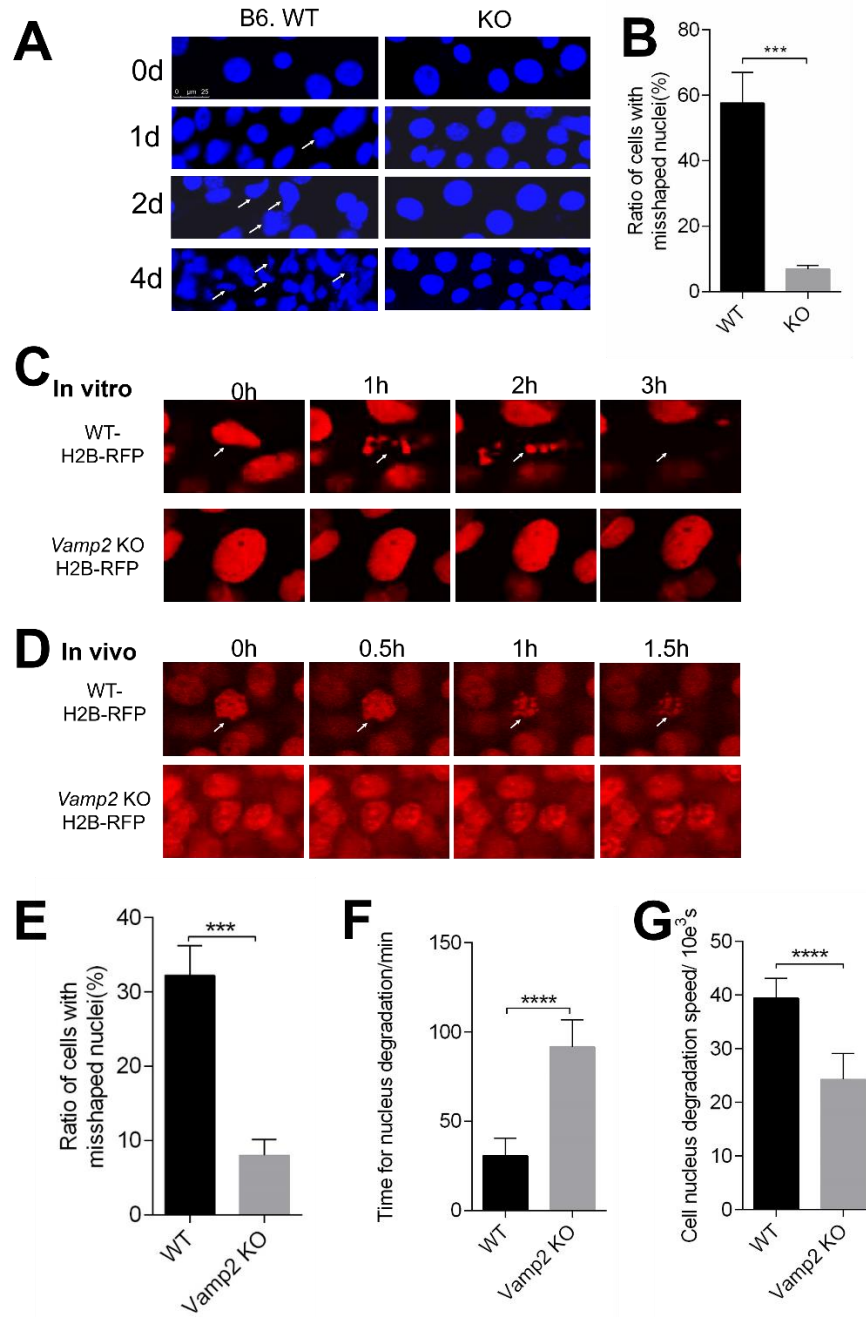 A
B6. WT
KO
0d
0 µm 25
1d
2d
4d
B
Ratio of cells with
misshaped nuclei(%)
80
60
40
20
0
***
WT
KO
C
In vitro
0h
1h
2h
3h
WT-
H2B-RFP
Vamp2 KO
H2B-RFP
D
In vivo
0h
0.5h
1h
1.5h
WT-
H2B-RFP
Vamp2 KO
H2B-RFP
E
Ratio of cells with
misshaped nuclei(%)
40
30
20
10
0
***
WT
Vamp2 KO
F
Time for nucleus degradation/min
150
100
50
0
****
WT
Vamp2 KO
G
Cell nucleus degradation speed/ 10e³s
50
40
30
20
10
0
****
WT
Vamp2 KO